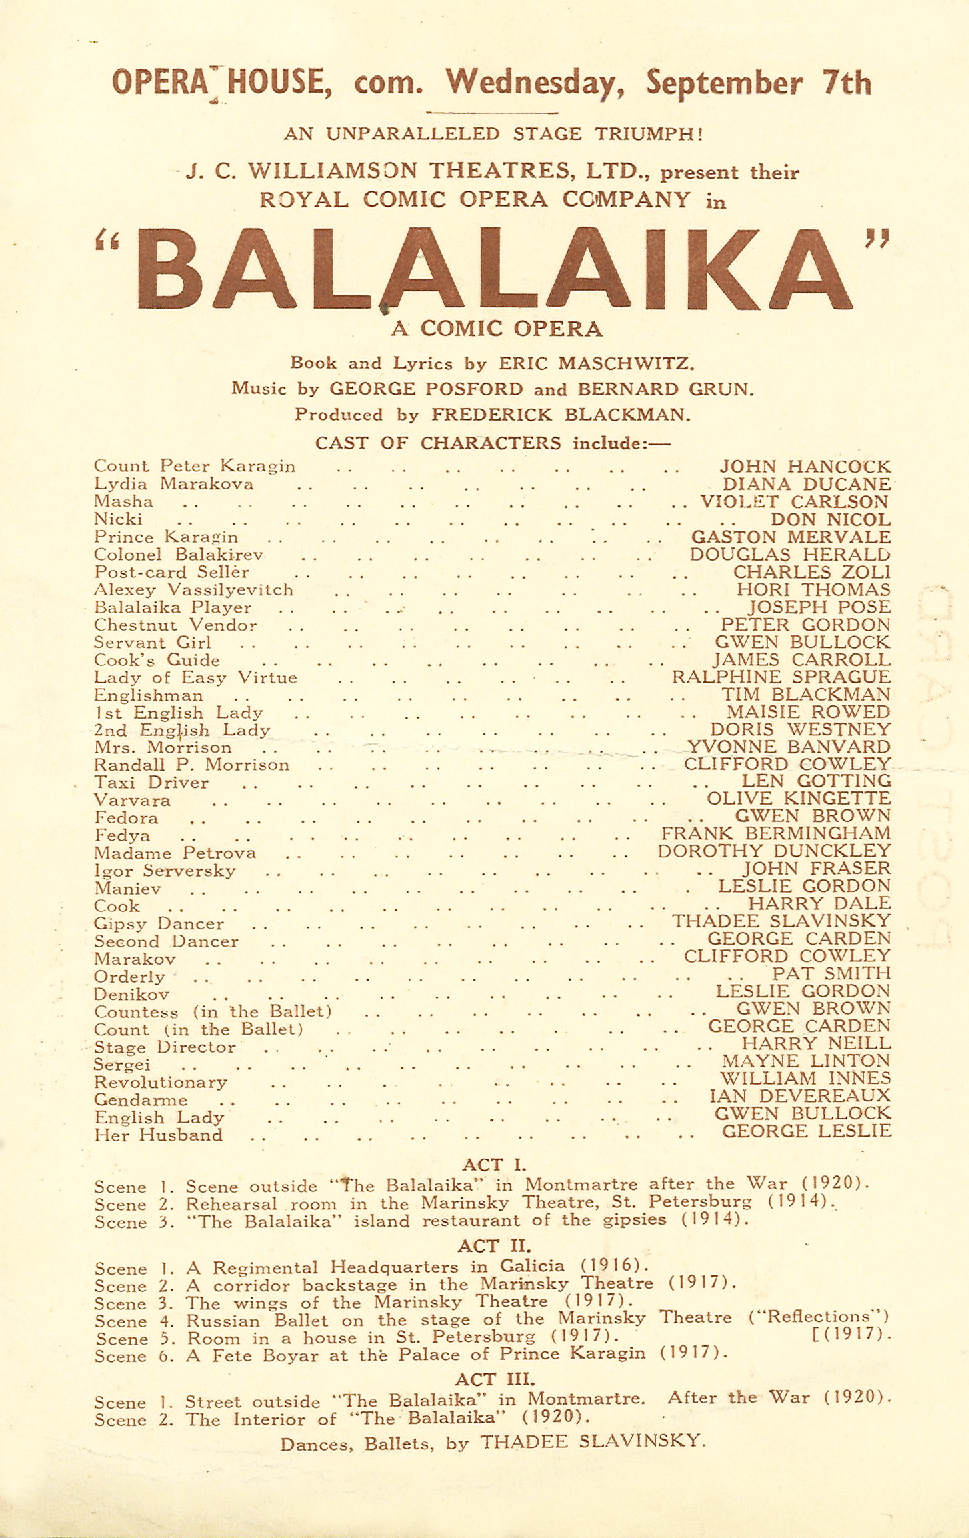 OPERA HOUSE, com. Wednesday, September 7th
AN UNPARALLELED STAGE TRIUMPH!
J. C. WILLIAMSON THEATRES, LTD., present their
ROYAL COMIC OPERA COMPANY in
"BALALAIKA"
A COMIC OPERA
Book and Lyrics by ERIC MASCHWITZ.
Music by GEORGE POSFORD and BERNARD GRUN.
Produced by FREDERICK BLACKMAN.
CAST OF CHARACTERS include:—
Count Peter Karagin .. .. .. .. .. .. .. JOHN HANCOCK
Lydia Marakova .. .. .. .. .. .. .. DIANA DUCANE
Masha .. .. .. .. .. .. .. .. .. .. VIOLET CARLSON
Nicki .. .. .. .. .. .. .. .. .. .. .. DON NICOL
Prince Karagin .. .. .. .. .. .. .. .. GASTON MERVALE
Colonel Balakirev .. .. .. .. .. .. .. DOUGLAS HERALD
Post-card Seller .. .. .. .. .. .. .. .. CHARLES ZOLI
Alexey Vassilyevitch .. .. .. .. .. .. .. HORI THOMAS
Balalaika Player .. .. .. .. .. .. .. .. .. JOSEPH POSE
Chestnut Vendor .. .. .. .. .. .. .. .. PETER GORDON
Servant Girl .. .. .. .. .. .. .. .. .. GWEN BULLOCK
Cook's Guide .. .. .. .. .. .. .. .. JAMES CARROLL
Lady of Easy Virtue .. .. .. .. .. .. RALPHINE SPRAGUE
Englishman .. .. .. .. .. .. .. .. .. TIM BLACKMAN
1st English Lady .. .. .. .. .. .. .. .. MAISIE ROWED
2nd English Lady .. .. .. .. .. .. .. DORIS WESTNEY
Mrs. Morrison .. .. .. .. .. .. .. .. YVONNE BANVARD
Randall P. Morrison .. .. .. .. .. .. .. CLIFFORD COWLEY
Taxi Driver .. .. .. .. .. .. .. .. .. LEN GOTTING
Varvara .. .. .. .. .. .. .. .. .. OLIVE KINGETTE
Fedora .. .. .. .. .. .. .. .. .. .. GWEN BROWN
Fedya .. .. .. .. .. .. .. .. .. FRANK BERMINGHAM
Madame Petrova .. .. .. .. .. .. .. DOROTHY DUNCKLEY
Igor Serversky .. .. .. .. .. .. .. .. .. JOHN FRASER
Maniev .. .. .. .. .. .. .. .. .. . LESLIE GORDON
Cook .. .. .. .. .. .. .. .. .. .. .. HARRY DALE
Gipsy Dancer .. .. .. .. .. .. .. .. THADEE SLAVINSKY
Second Dancer .. .. .. .. .. .. .. .. GEORGE CARDEN
Marakov .. .. .. .. .. .. .. .. .. CLIFFORD COWLEY
Orderly .. .. .. .. .. .. .. .. .. .. .. PAT SMITH
Denikov .. .. .. .. .. .. .. .. .. LESLIE GORDON
Countess (in the Ballet) .. .. .. .. .. .. .. GWEN BROWN
Count (in the Ballet) .. .. .. .. .. .. .. GEORGE CARDEN
Stage Director .. .. .. .. .. .. .. .. .. HARRY NEILL
Sergei .. .. .. .. .. .. .. .. .. .. MAYNE LINTON
Revolutionary .. .. .. .. .. .. .. .. WILLIAM INNES
Gendarme .. .. .. .. .. .. .. .. .. IAN DEVEREAUX
English Lady .. .. .. .. .. .. .. .. GWEN BULLOCK
Her Husband .. .. .. .. .. .. .. .. .. GEORGE LESLIE
ACT I.
Scene 1. Scene outside "The Balalaika" in Montmartre after the War (1920).
Scene 2. Rehearsal room in the Marinsky Theatre, St. Petersburg (1914).
Scene 3. "The Balalaika" island restaurant of the gipsies (1914).
ACT II.
Scene 1. A Regimental Headquarters in Galicia (1916).
Scene 2. A corridor backstage in the Marinsky Theatre (1917).
Scene 3. The wings of the Marinsky Theatre (1917).
Scene 4. Russian Ballet on the stage of the Marinsky Theatre ("Reflections")
Scene 5. Room in a house in St. Petersburg (1917). [(1917).
Scene 6. A Fete Boyar at the Palace of Prince Karagin (1917).
ACT III.
Scene 1. Street outside "The Balalaika" in Montmartre. After the War (1920).
Scene 2. The Interior of "The Balalaika" (1920).
Dances, Ballets, by THADEE SLAVINSKY.